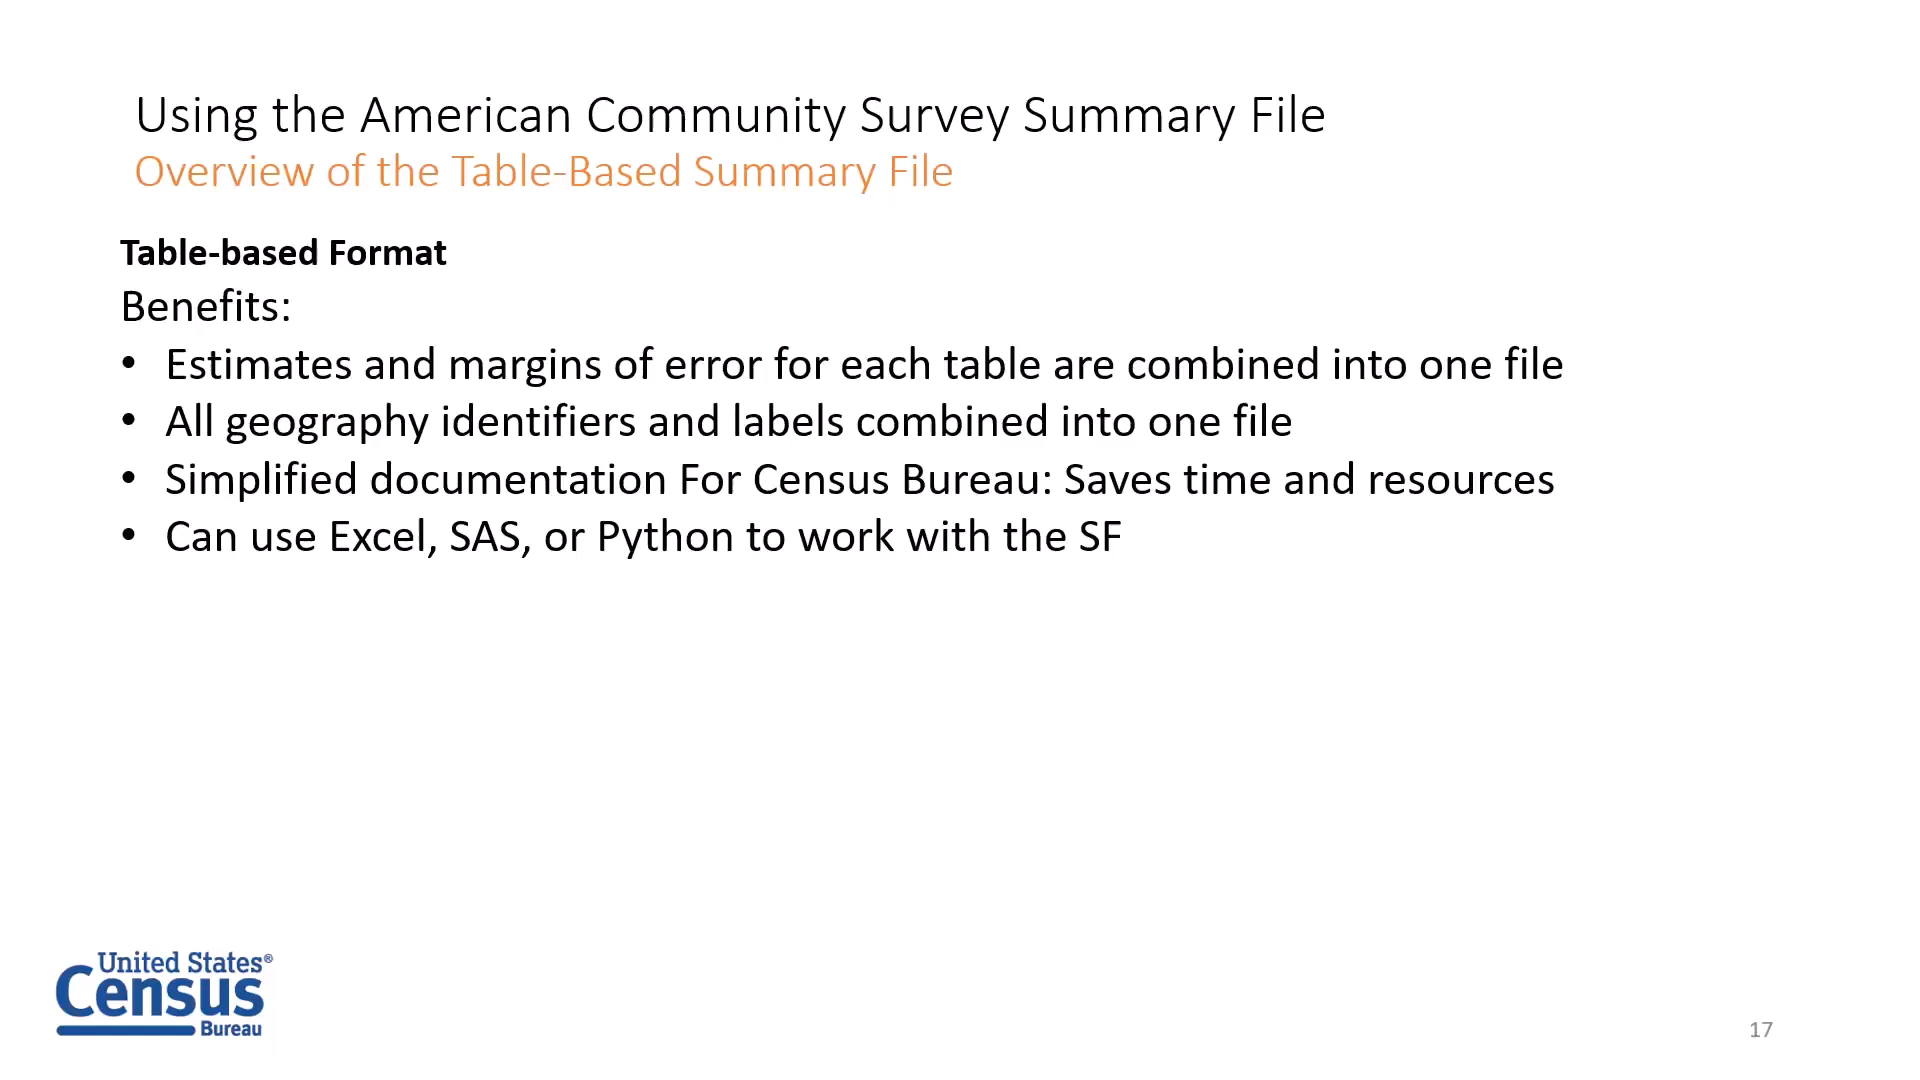 Using the American Community Survey Summary File
Overview of the Table-Based Summary File
Table-based Format
Benefits:
• Estimates and margins of error for each table are combined into one file
• All geography identifiers and labels combined into one file
• Simplified documentation For Census Bureau: Saves time and resources
• Can use Excel, SAS, or Python to work with the SF
United States®
Census
Bureau
17